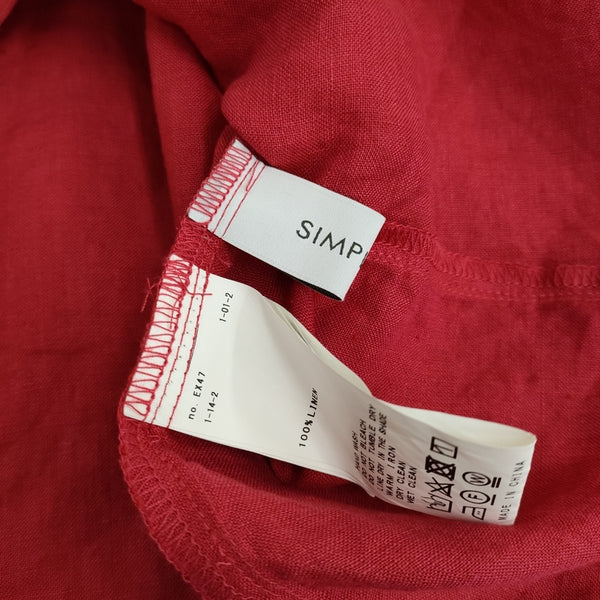 SIMP
no. EX47
1-14-2
1-01-2
100% LINEN
HAND WASH
DO NOT BLEACH
DO NOT TUMBLE DRY
LINE DRY IN THE SHADE
WARM IRON
DRY CLEAN
WET CLEAN
MADE IN CHINA